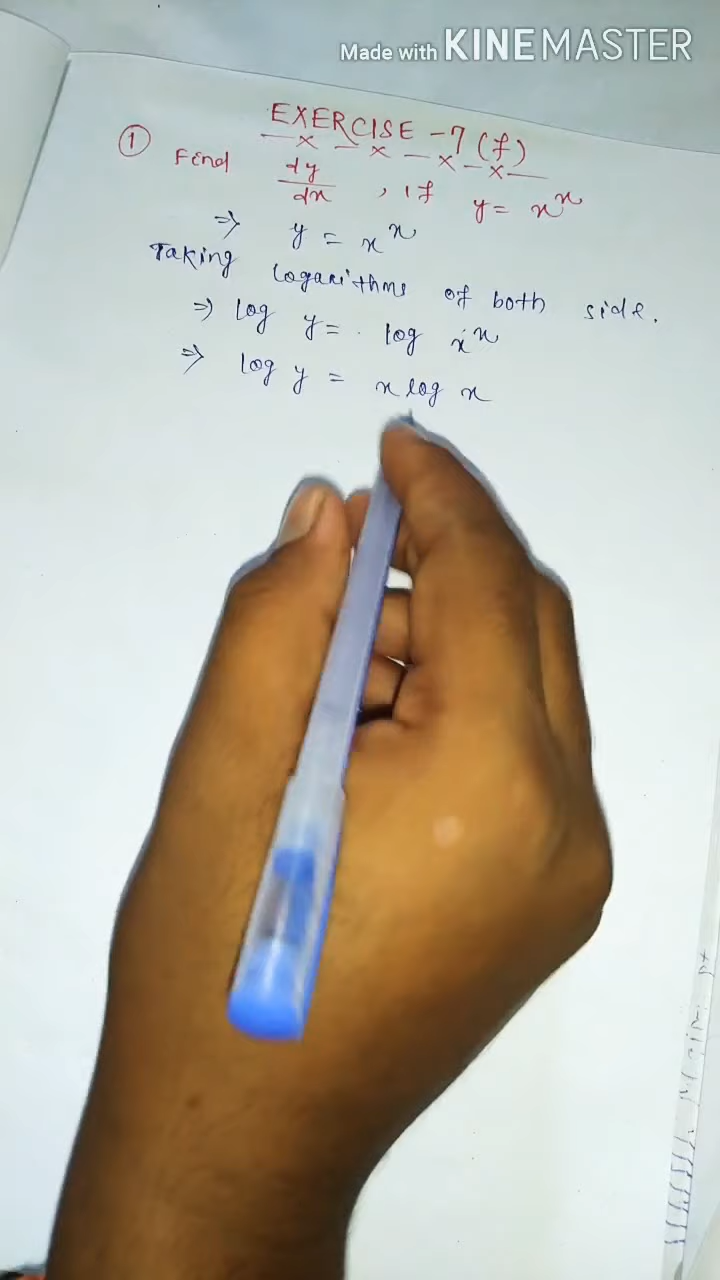 Made with KINEMASTER
EXERCISE - 7 (f)
① Find dy/dx , if y = x^x
⇒ y = x^x
Taking logarithms of both side.
⇒ log y = log x^x
⇒ log y = x log x